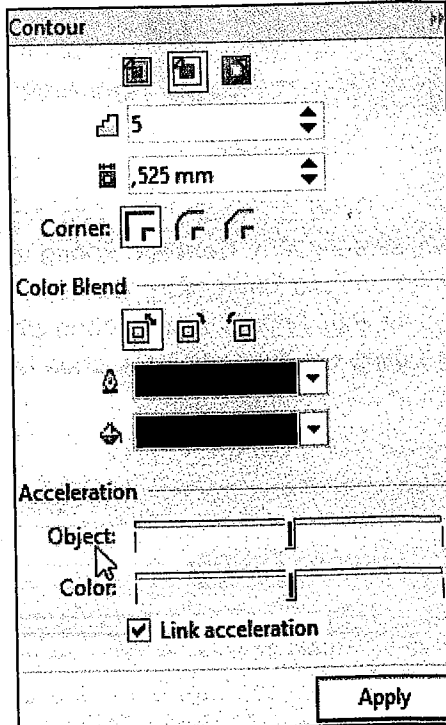 Contour
5
,525 mm
Corner:
Color Blend
Acceleration
Object:
Color:
Link acceleration
Apply